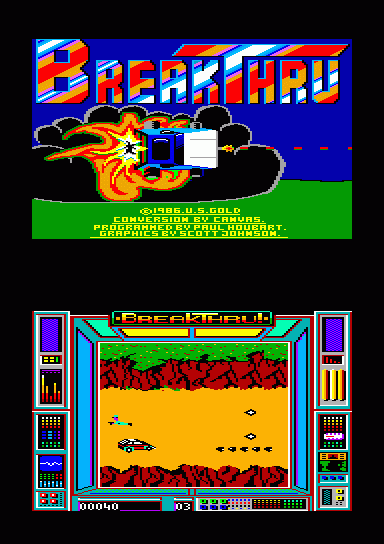 BREAKTHRU
©1986.U.S.GOLD
CONVERSION BY CANVAS.
PROGRAMMED BY PAUL HOUBART.
GRAPHICS BY SCOTT JOHNSON.
BREAKTHRU!
00040 03